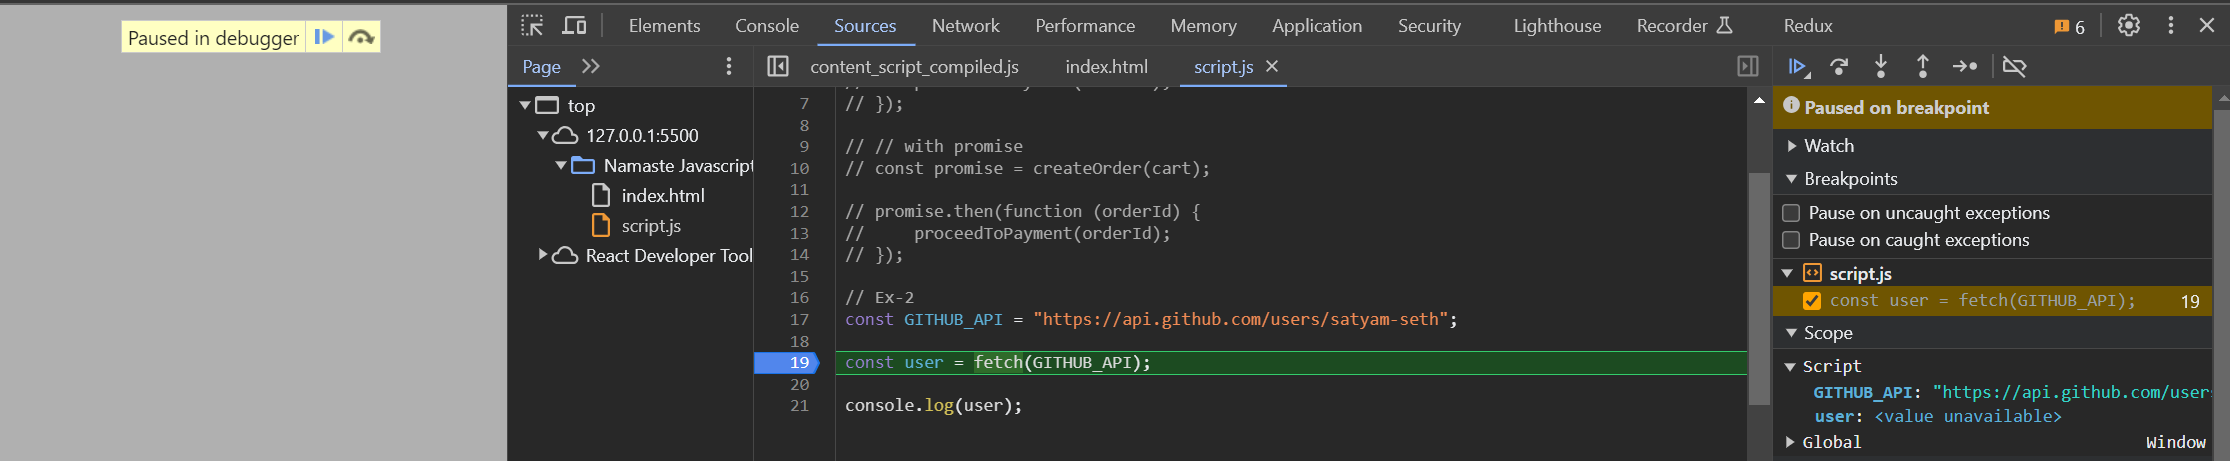 Paused in debugger
Elements Console Sources Network Performance Memory Application Security Lighthouse Recorder Redux 6
Page
content_script_compiled.js index.html script.js
top
127.0.0.1:5500
Namaste Javascript
index.html
script.js
React Developer Tool
7 // });
8
9 // // with promise
10 // const promise = createOrder(cart);
11
12 // promise.then(function (orderId) {
13 //     proceedToPayment(orderId);
14 // });
15
16 // Ex-2
17 const GITHUB_API = "https://api.github.com/users/satyam-seth";
18
19 const user = fetch(GITHUB_API);
20
21 console.log(user);
Paused on breakpoint
Watch
Breakpoints
Pause on uncaught exceptions
Pause on caught exceptions
script.js
const user = fetch(GITHUB_API); 19
Scope
Script
GITHUB_API: "https://api.github.com/users
user: <value unavailable>
Global Window